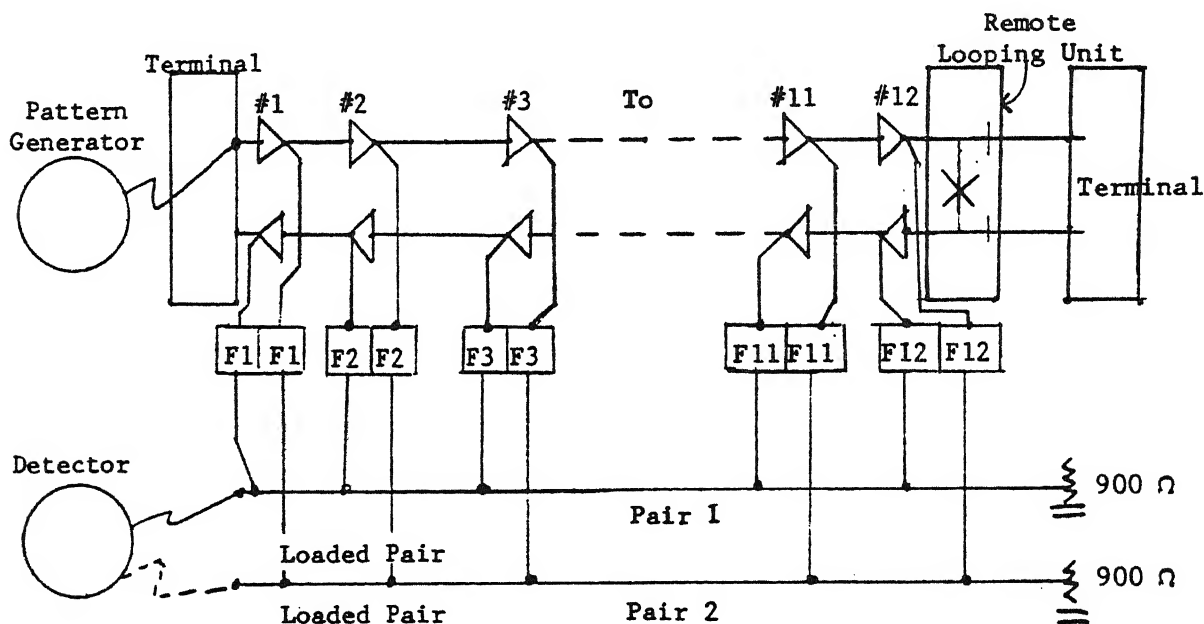 Remote
Looping Unit
Terminal
Pattern
Generator
#1 #2 #3 To #11 #12
Terminal
F1 F1 F2 F2 F3 F3 F11 F11 F12 F12
Detector
900 Ω
Pair 1
Loaded Pair
900 Ω
Loaded Pair
Pair 2